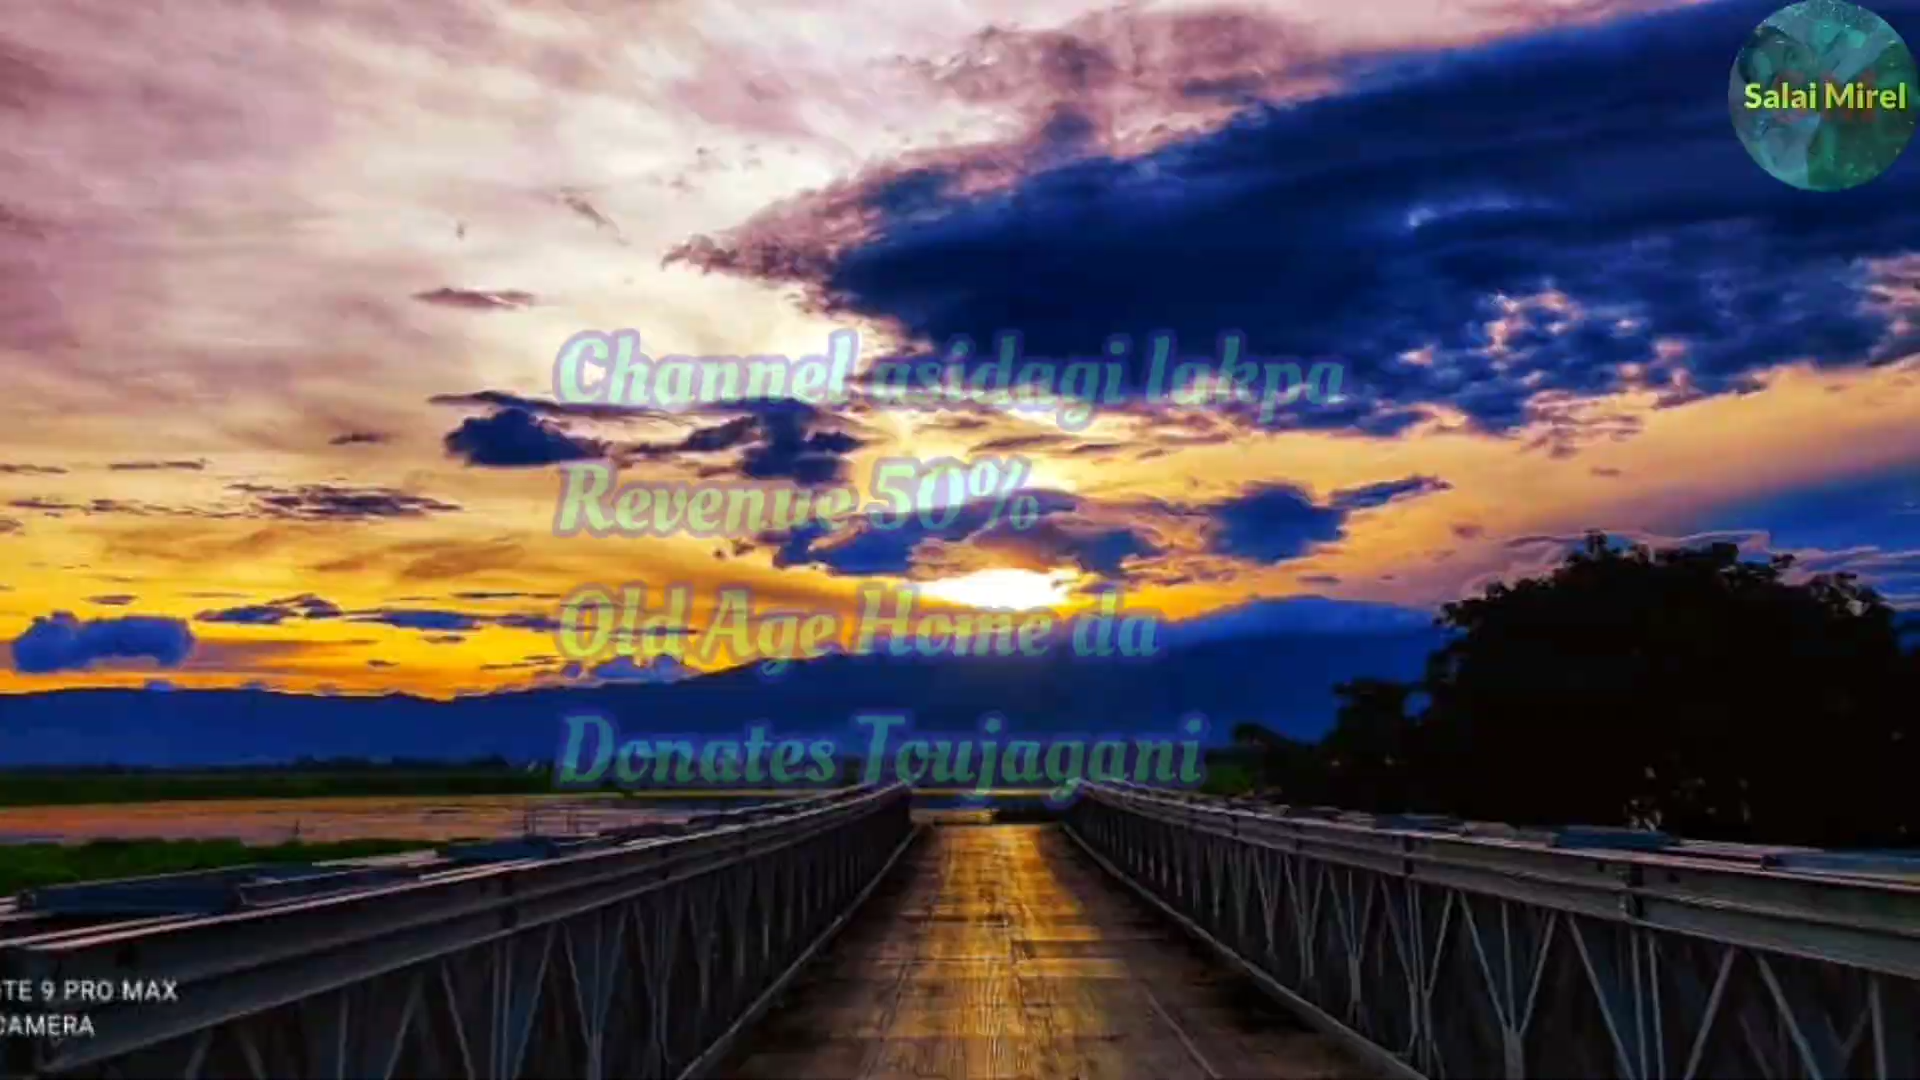 Salai Mirel
Channel asidagi lakpa
Revenue 50%
Old Age Home da
Donates Toujagani
TE 9 PRO MAX
CAMERA